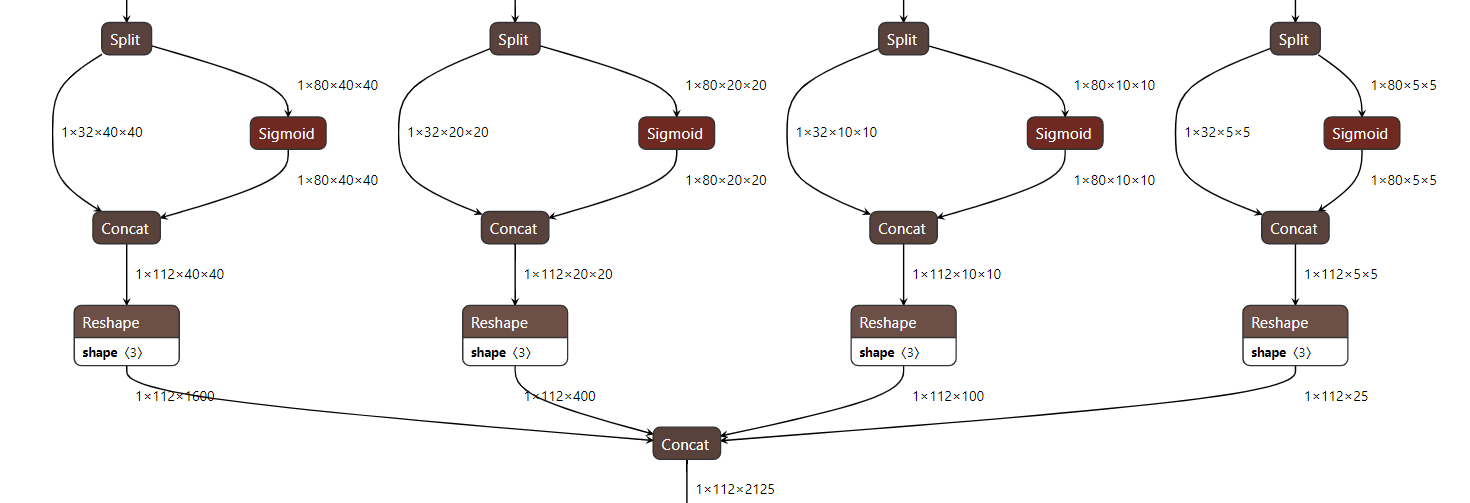 Split
Split
Split
Split
1×80×40×40
1×80×20×20
1×80×10×10
1×80×5×5
1×32×40×40
Sigmoid
1×32×20×20
Sigmoid
1×32×10×10
Sigmoid
1×32×5×5
Sigmoid
1×80×40×40
1×80×20×20
1×80×10×10
1×80×5×5
Concat
Concat
Concat
Concat
1×112×40×40
1×112×20×20
1×112×10×10
1×112×5×5
Reshape
Reshape
Reshape
Reshape
shape 〈3〉
shape 〈3〉
shape 〈3〉
shape 〈3〉
1×112×1600
1×112×400
1×112×100
1×112×25
Concat
1×112×2125